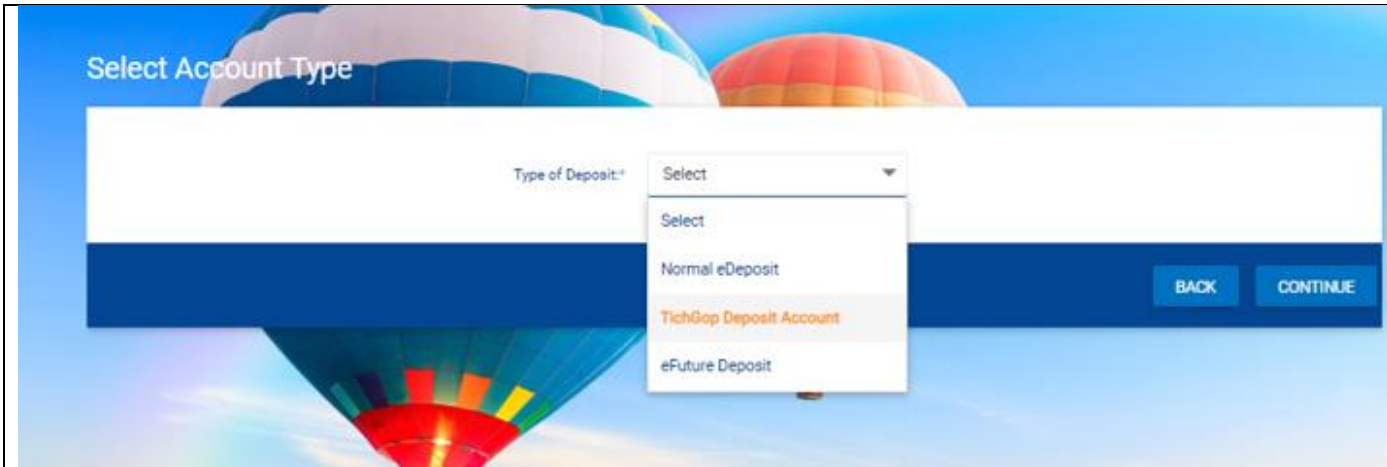 Select Account Type
Type of Deposit:*
Select
Select
Normal eDeposit
TichGop Deposit Account
eFuture Deposit
BACK
CONTINUE